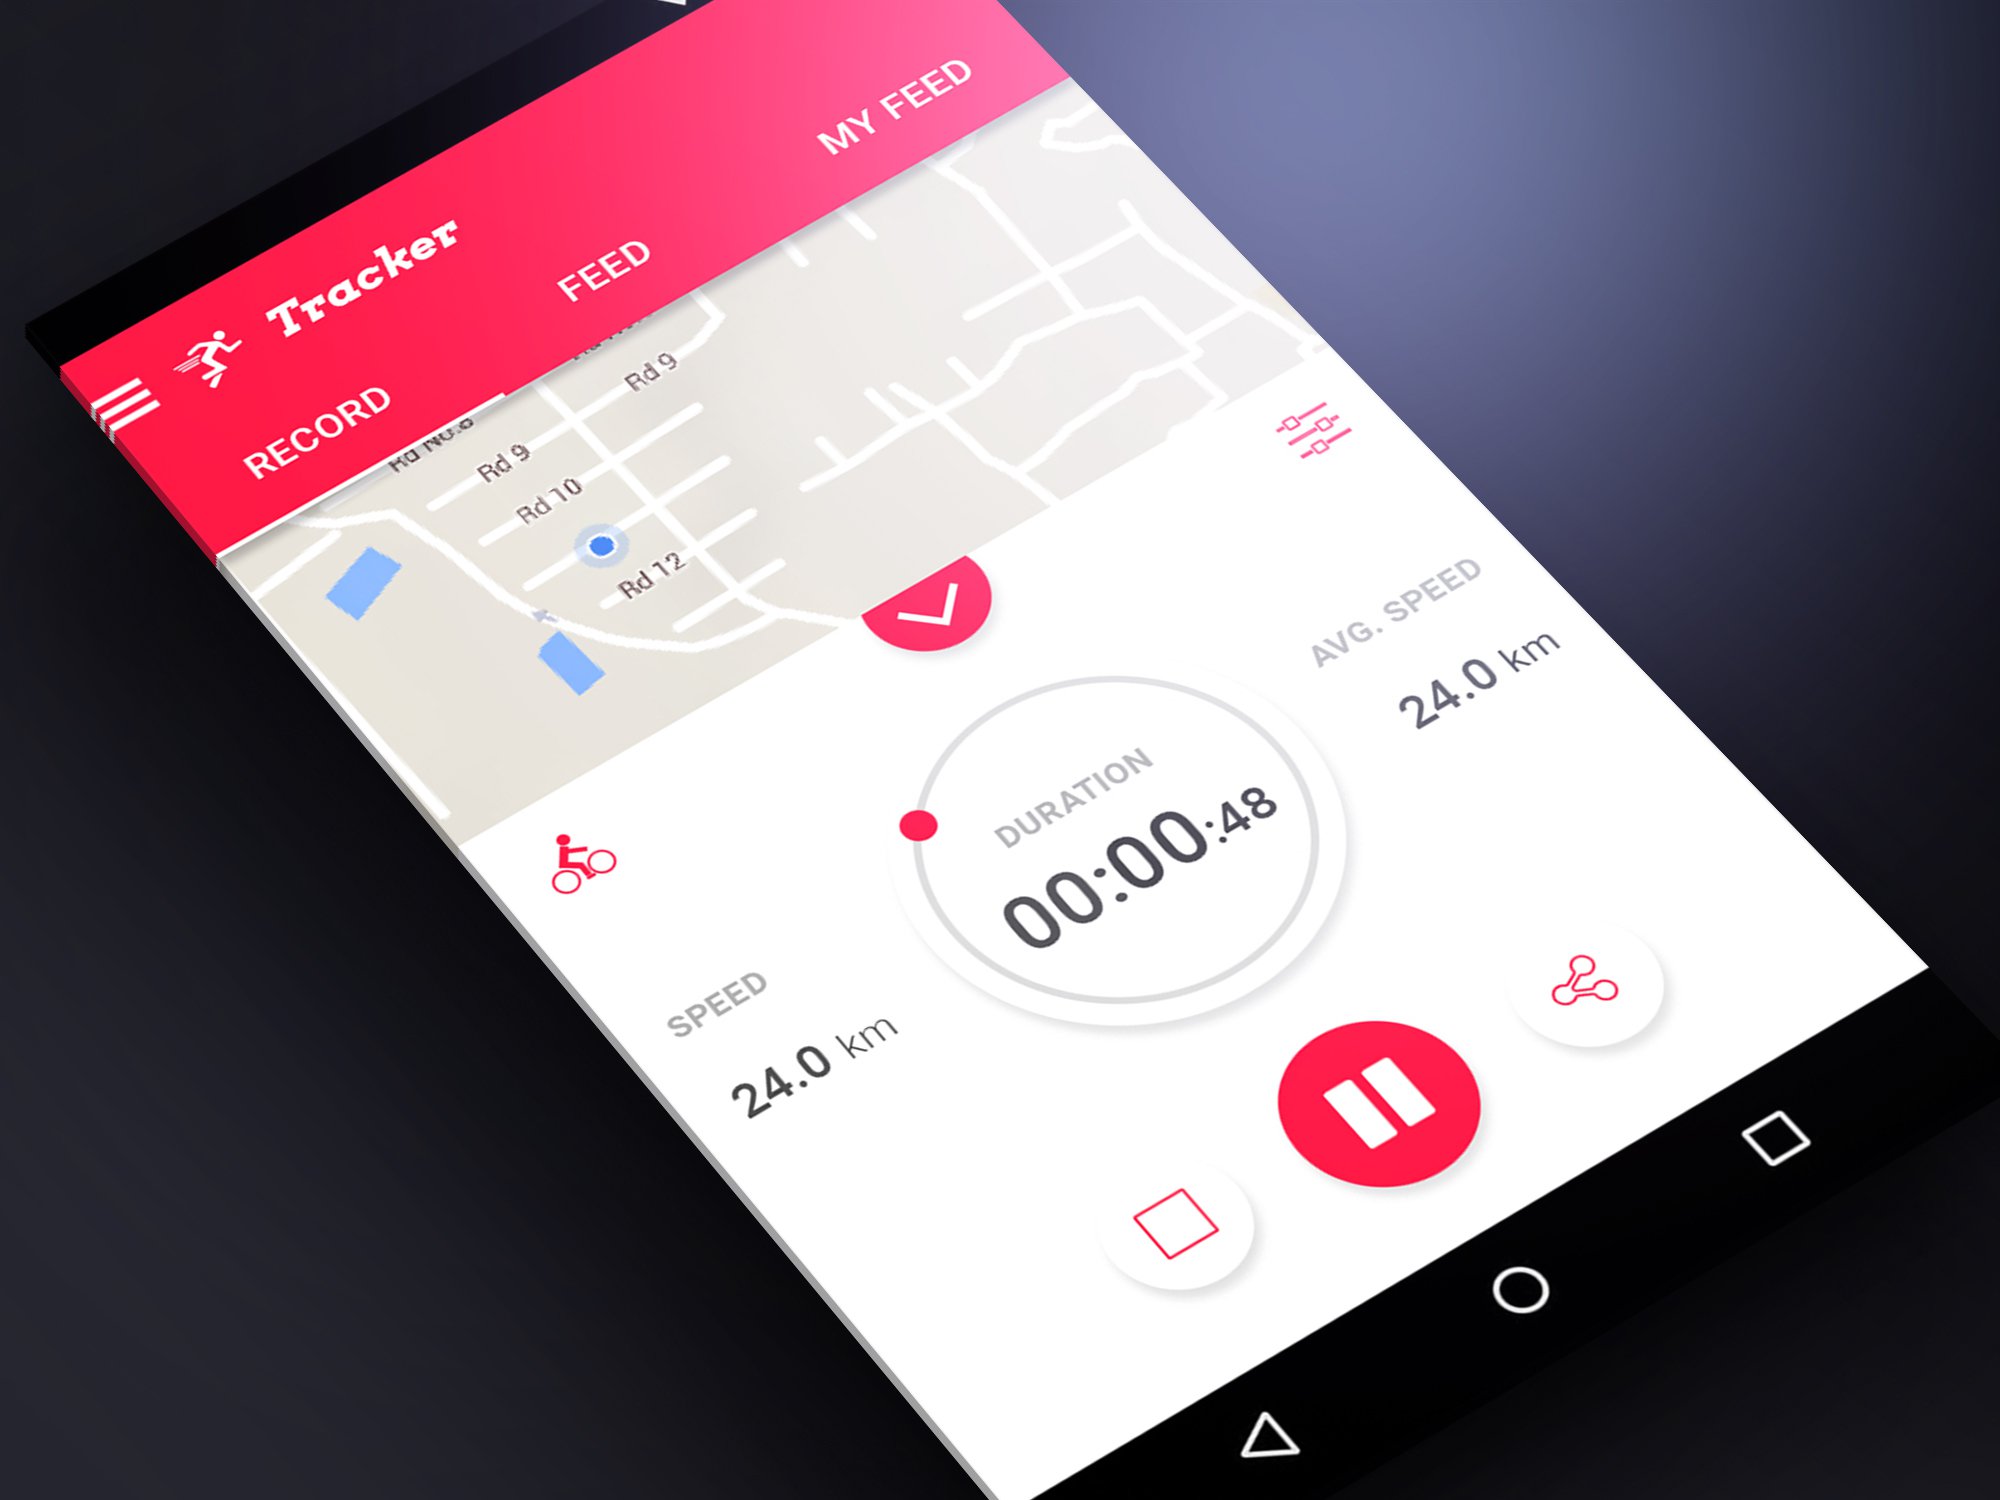 Tracker
RECORD
FEED
MY FEED
Rd 9
Rd No.8
Rd 9
Rd 10
Rd 12
AVG. SPEED
24.0 km
DURATION
00:00:48
SPEED
24.0 km